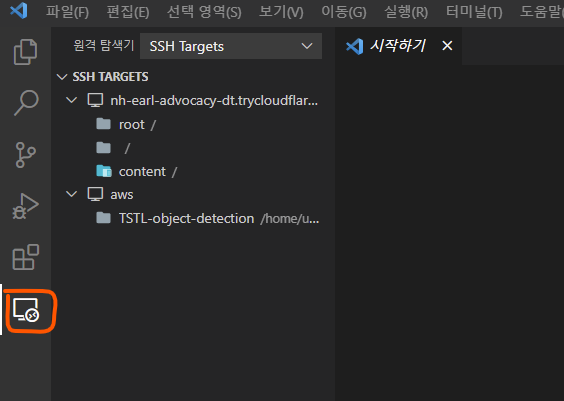 파일(F) 편집(E) 선택 영역(S) 보기(V) 이동(G) 실행(R) 터미널(T) 도움말
원격 탐색기 SSH Targets 시작하기
SSH TARGETS
nh-earl-advocacy-dt.trycloudflar...
root /
/
content /
aws
TSTL-object-detection /home/u...